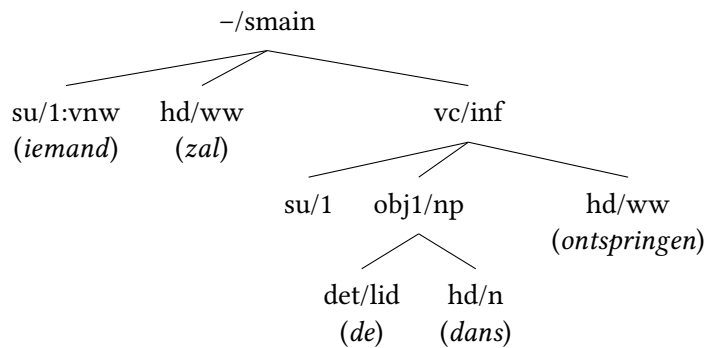 –/smain
su/1:vnw hd/ww vc/inf
(iemand) (zal)
su/1 obj1/np hd/ww
(ontspringen)
det/lid hd/n
(de) (dans)